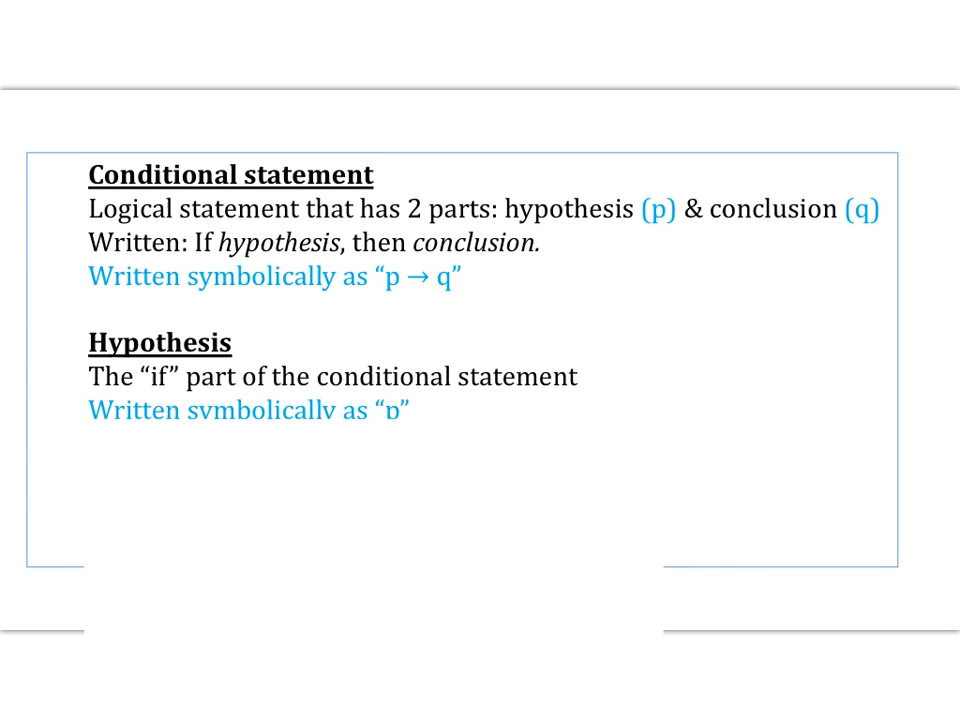 Conditional statement
Logical statement that has 2 parts: hypothesis (p) & conclusion (q)
Written: If hypothesis, then conclusion.
Written symbolically as “p → q”
Hypothesis
The “if” part of the conditional statement
Written symbolically as “p”